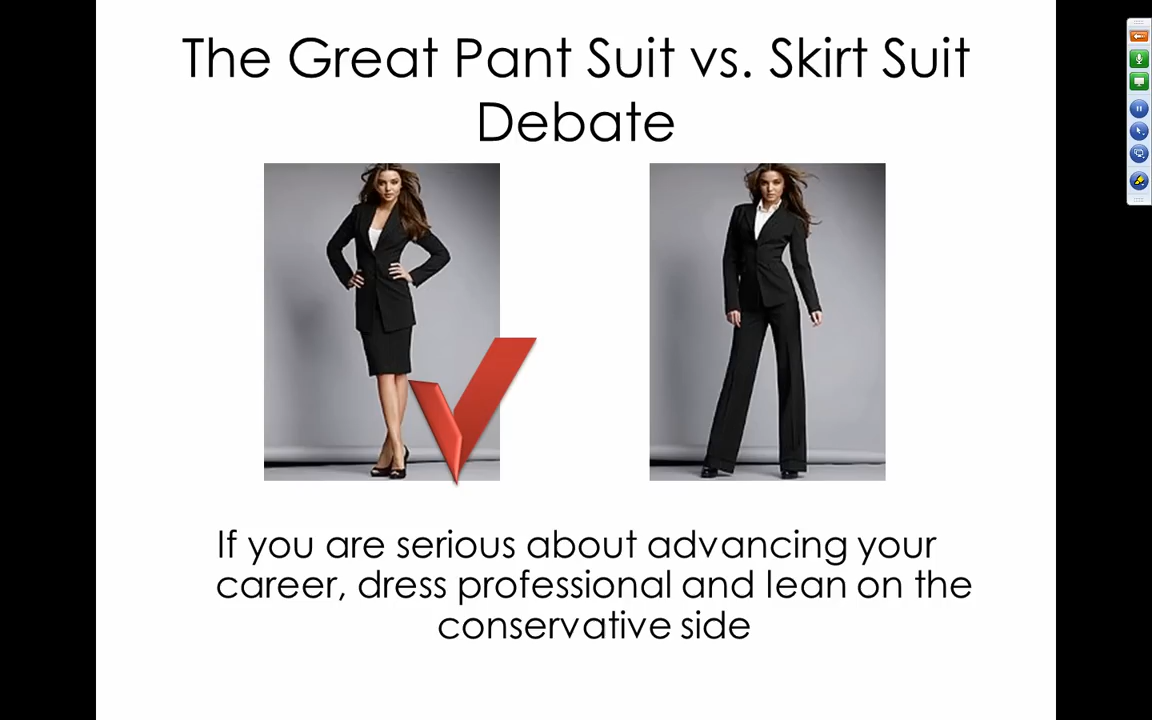 The Great Pant Suit vs. Skirt Suit
Debate
If you are serious about advancing your
career, dress professional and lean on the
conservative side